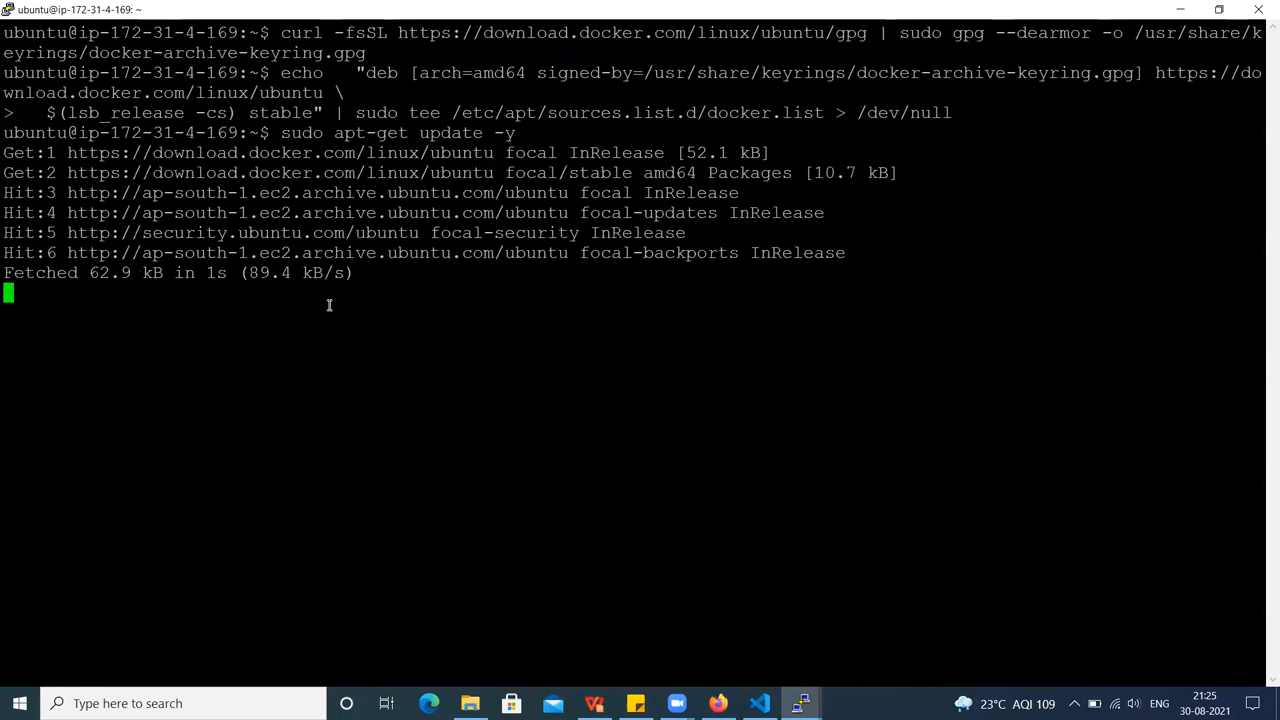 ubuntu@ip-172-31-4-169: ~
ubuntu@ip-172-31-4-169:~$ curl -fsSL https://download.docker.com/linux/ubuntu/gpg | sudo gpg --dearmor -o /usr/share/k
eyrings/docker-archive-keyring.gpg
ubuntu@ip-172-31-4-169:~$ echo   "deb [arch=amd64 signed-by=/usr/share/keyrings/docker-archive-keyring.gpg] https://do
wnload.docker.com/linux/ubuntu \
>   $(lsb_release -cs) stable" | sudo tee /etc/apt/sources.list.d/docker.list > /dev/null
ubuntu@ip-172-31-4-169:~$ sudo apt-get update -y
Get:1 https://download.docker.com/linux/ubuntu focal InRelease [52.1 kB]
Get:2 https://download.docker.com/linux/ubuntu focal/stable amd64 Packages [10.7 kB]
Hit:3 http://ap-south-1.ec2.archive.ubuntu.com/ubuntu focal InRelease
Hit:4 http://ap-south-1.ec2.archive.ubuntu.com/ubuntu focal-updates InRelease
Hit:5 http://security.ubuntu.com/ubuntu focal-security InRelease
Hit:6 http://ap-south-1.ec2.archive.ubuntu.com/ubuntu focal-backports InRelease
Fetched 62.9 kB in 1s (89.4 kB/s)
Type here to search
23°C AQI 109
ENG
21:25
30-08-2021